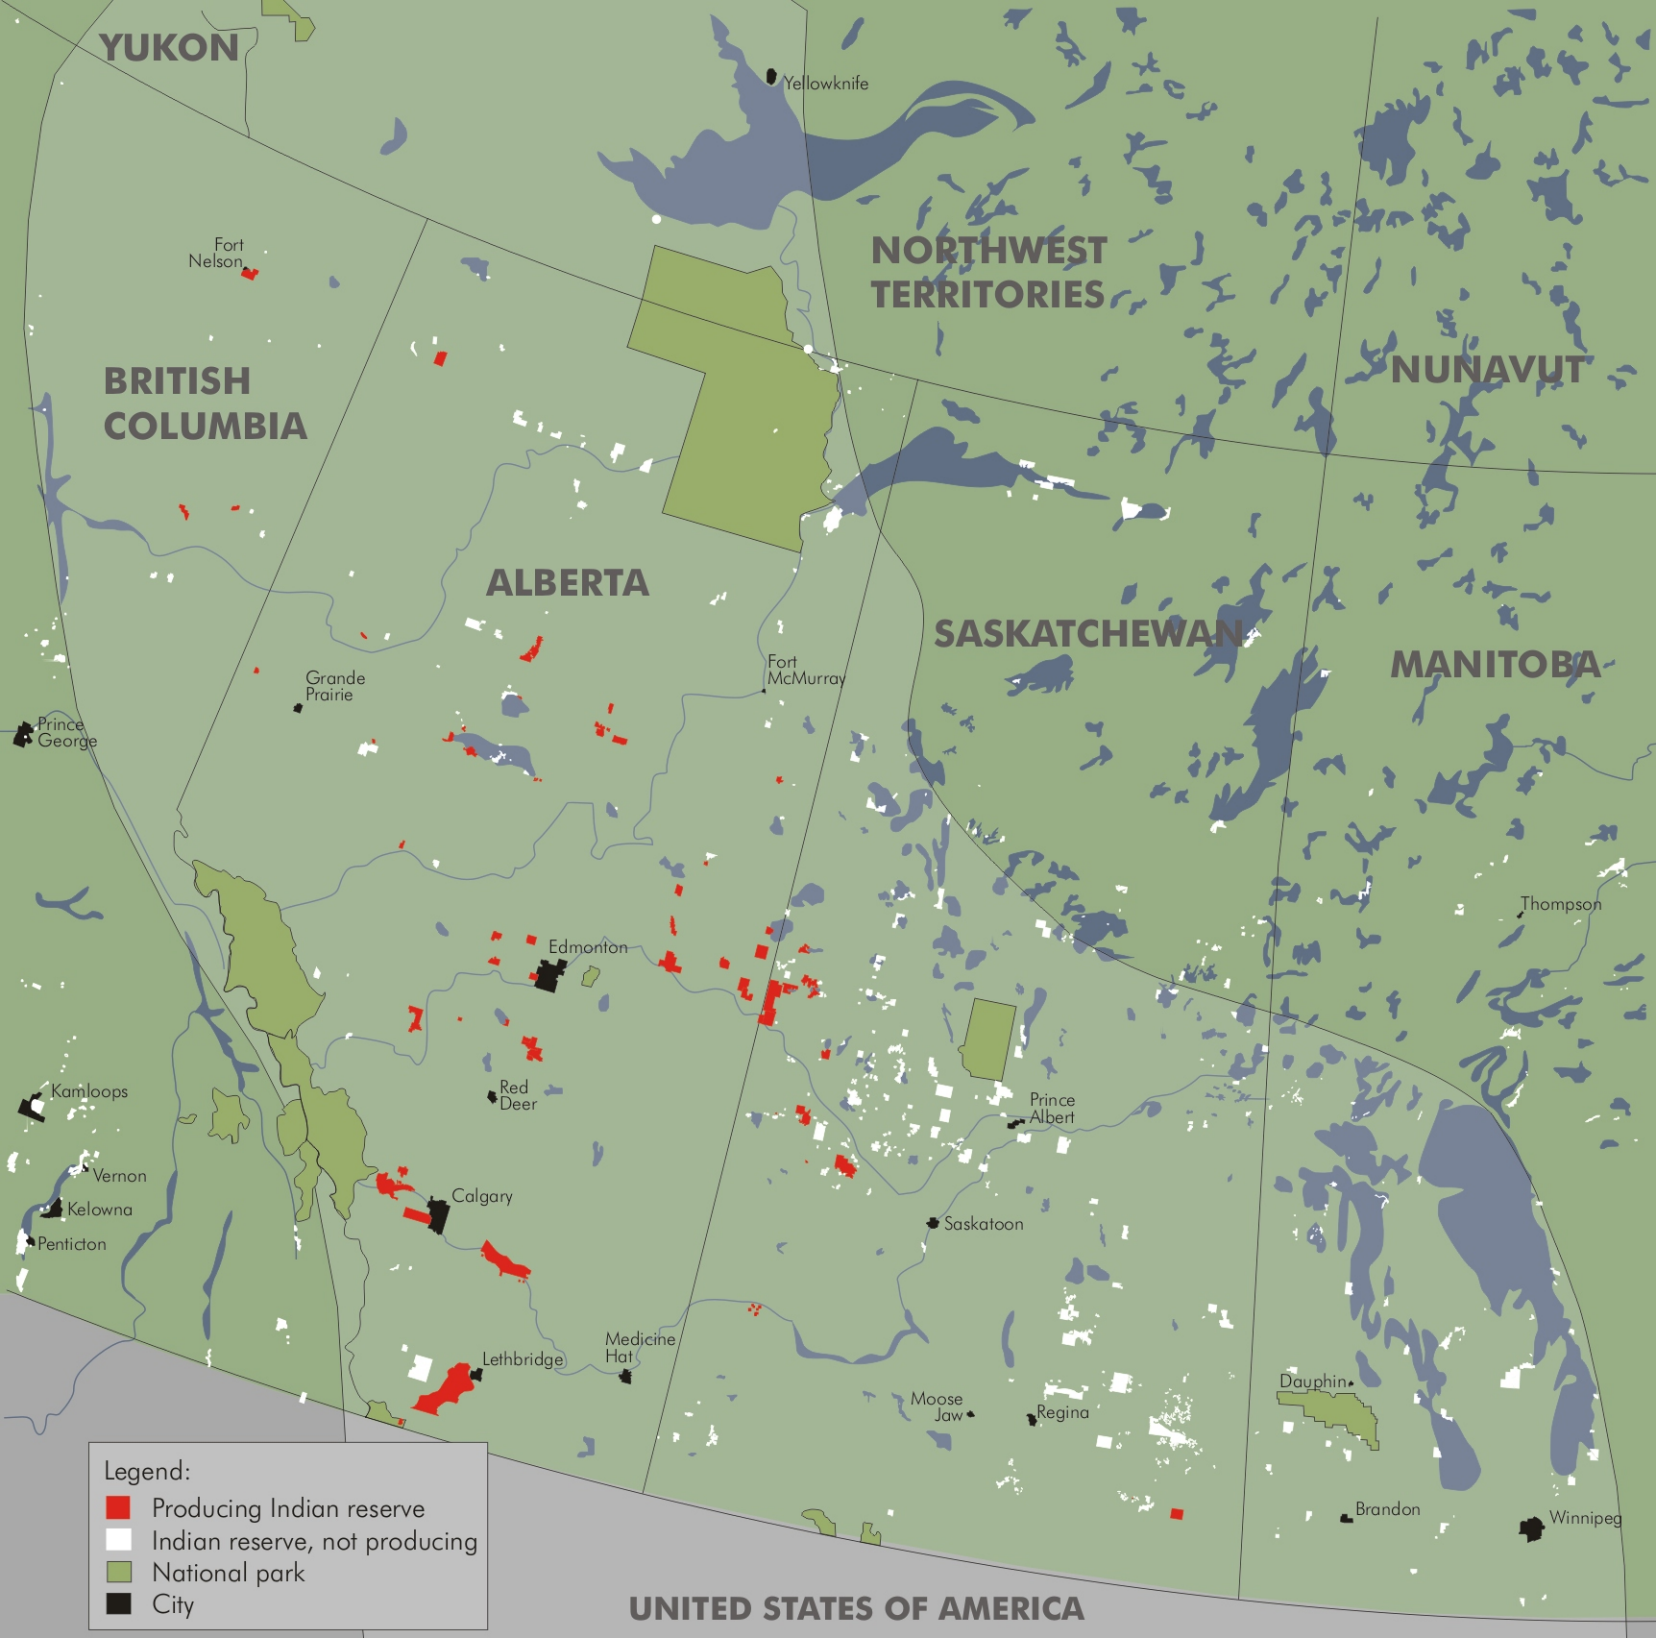 YUKON
Yellowknife
Fort
Nelson
NORTHWEST
TERRITORIES
NUNAVUT
BRITISH
COLUMBIA
ALBERTA
SASKATCHEWAN
MANITOBA
Fort
McMurray
Grande
Prairie
Prince
George
Thompson
Edmonton
Red
Deer
Kamloops
Prince
Albert
Vernon
Kelowna
Penticton
Calgary
Saskatoon
Medicine
Hat
Lethbridge
Dauphin
Moose
Jaw
Regina
Brandon
Winnipeg
Legend:
Producing Indian reserve
Indian reserve, not producing
National park
City
UNITED STATES OF AMERICA